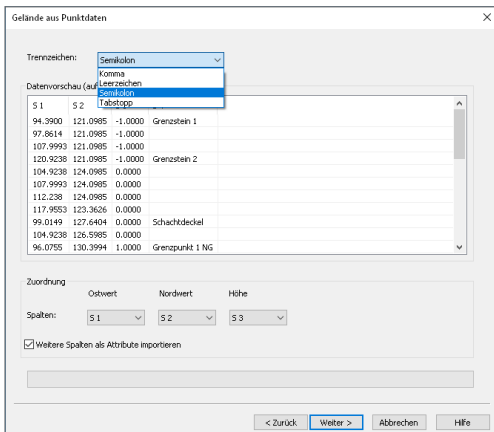 Gelände aus Punktdaten
Trennzeichen: Semikolon
Komma
Leerzeichen
Semikolon
Tabstopp
Datenvorschau (auf
S 1 S 2
94.3900 121.0985 -1.0000 Grenzstein 1
97.8614 121.0985 -1.0000
107.9993 121.0985 -1.0000
120.9238 121.0985 -1.0000 Grenzstein 2
104.9238 124.0985 0.0000
107.9993 124.0985 0.0000
112.238 124.0985 0.0000
117.9553 123.3626 0.0000
99.0149 127.6404 0.0000 Schachtdeckel
104.9238 126.5985 0.0000
96.0755 130.3994 1.0000 Grenzpunkt 1 NG
Zuordnung
Ostwert Nordwert Höhe
Spalten: S 1 S 2 S 3
Weitere Spalten als Attribute importieren
< Zurück Weiter > Abbrechen Hilfe